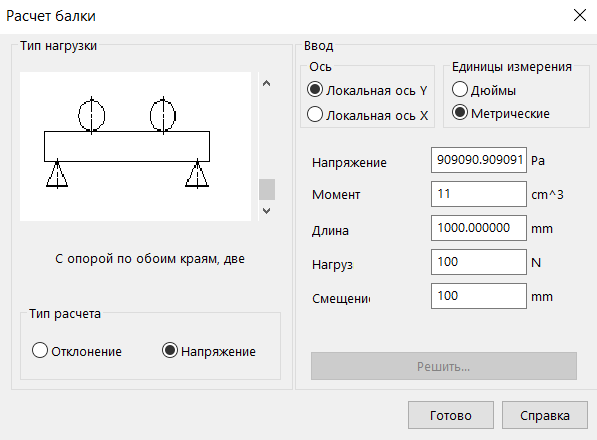 Расчет балки
Тип нагрузки
С опорой по обоим краям, две
Тип расчета
Отклонение
Напряжение
Ввод
Ось
Локальная ось Y
Локальная ось X
Единицы измерения
Дюймы
Метрические
Напряжение 909090.909091 Pa
Момент 11 cm^3
Длина 1000.000000 mm
Нагруз 100 N
Смещени 100 mm
Решить...
Готово
Справка